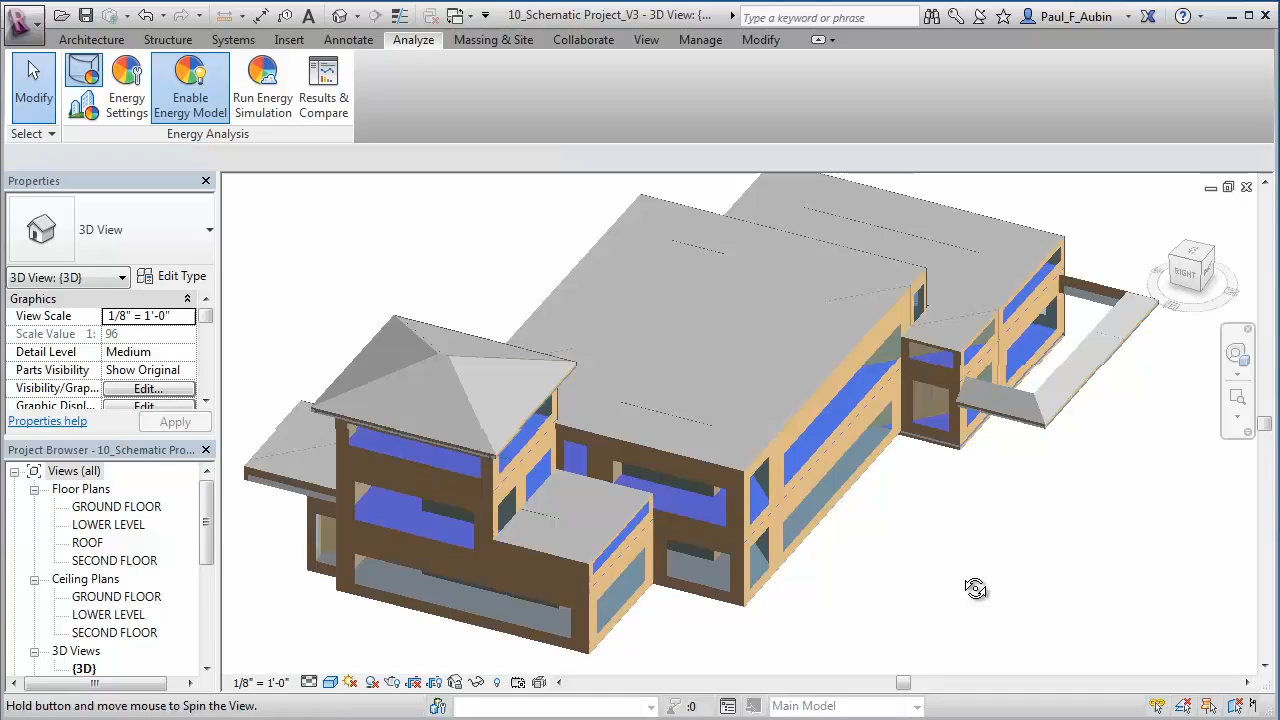 10_Schematic Project_V3 - 3D View: {...
Type a keyword or phrase
Paul_F_Aubin
Architecture Structure Systems Insert Annotate Analyze Massing & Site Collaborate View Manage Modify
Modify
Energy Settings
Enable Energy Model
Run Energy Simulation
Results & Compare
Select
Energy Analysis
Properties
3D View
3D View: {3D}
Edit Type
Graphics
View Scale 1/8" = 1'-0"
Scale Value 1: 96
Detail Level Medium
Parts Visibility Show Original
Visibility/Grap... Edit...
Graphic Displ... Edit...
Properties help Apply
Project Browser - 10_Schematic Pro...
Views (all)
Floor Plans
GROUND FLOOR
LOWER LEVEL
ROOF
SECOND FLOOR
Ceiling Plans
GROUND FLOOR
LOWER LEVEL
SECOND FLOOR
3D Views
{3D}
RIGHT
1/8" = 1'-0"
Hold button and move mouse to Spin the View.
:0
Main Model